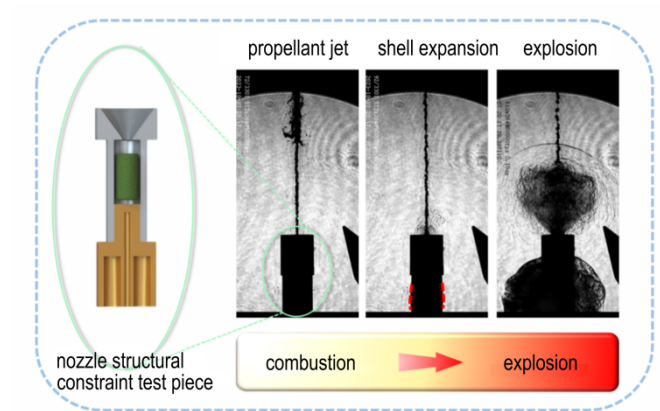 propellant jet
shell expansion
explosion
nozzle structural
constraint test piece
combustion
explosion